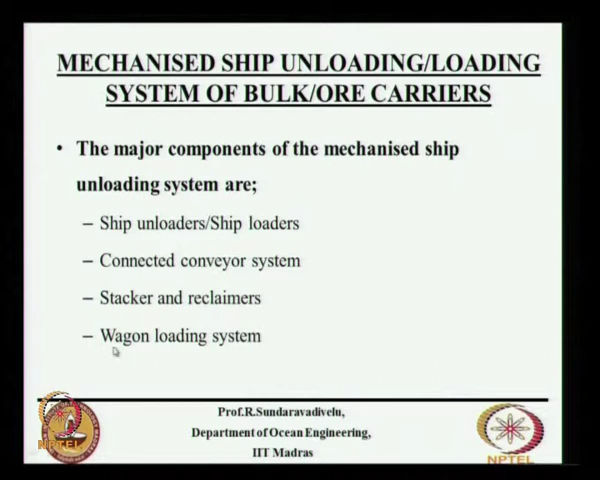 MECHANISED SHIP UNLOADING/LOADING
SYSTEM OF BULK/ORE CARRIERS
• The major components of the mechanised ship
unloading system are;
– Ship unloaders/Ship loaders
– Connected conveyor system
– Stacker and reclaimers
– Wagon loading system
Prof.R.Sundaravadivelu,
Department of Ocean Engineering,
IIT Madras
NPTEL
NPTEL